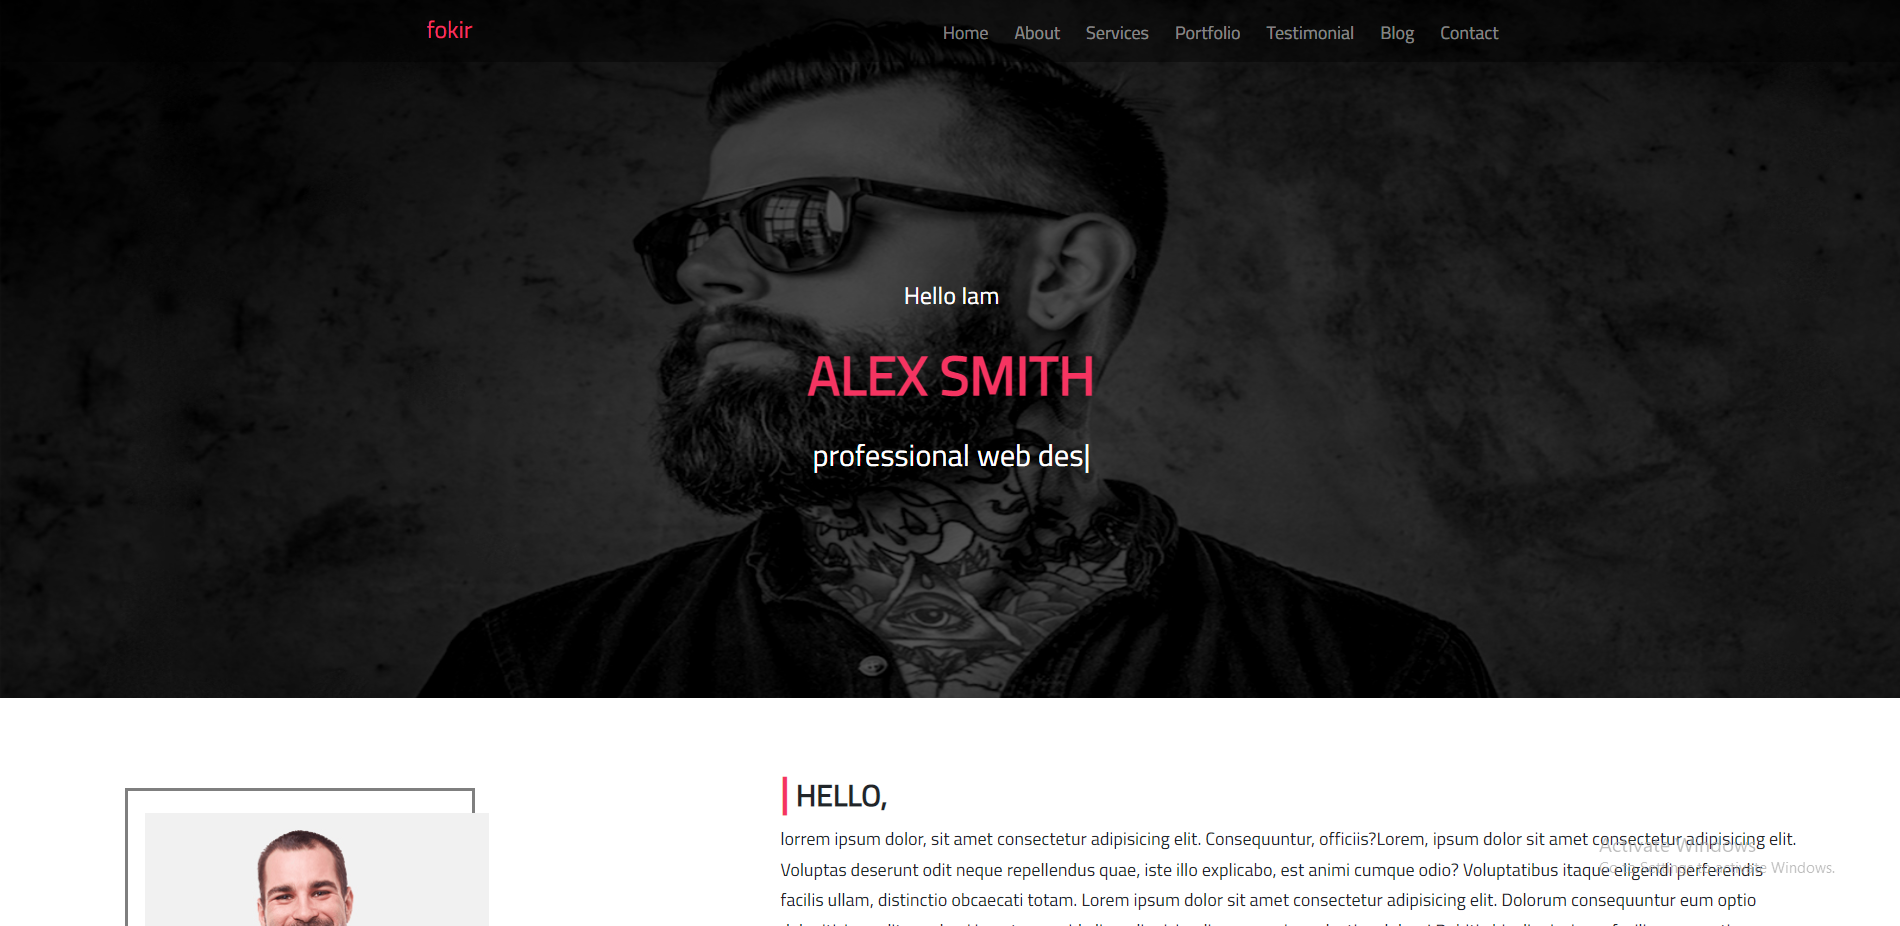 fokir
Home About Services Portfolio Testimonial Blog Contact
Hello Iam
ALEX SMITH
professional web des|
HELLO,
lorrem ipsum dolor, sit amet consectetur adipisicing elit. Consequuntur, officiis?Lorem, ipsum dolor sit amet consectetur adipisicing elit.
Voluptas deserunt odit neque repellendus quae, iste illo explicabo, est animi cumque odio? Voluptatibus itaque eligendi perferendis
facilis ullam, distinctio obcaecati totam. Lorem ipsum dolor sit amet consectetur adipisicing elit. Dolorum consequuntur eum optio
Activate Windows
Go to Settings to activate Windows.